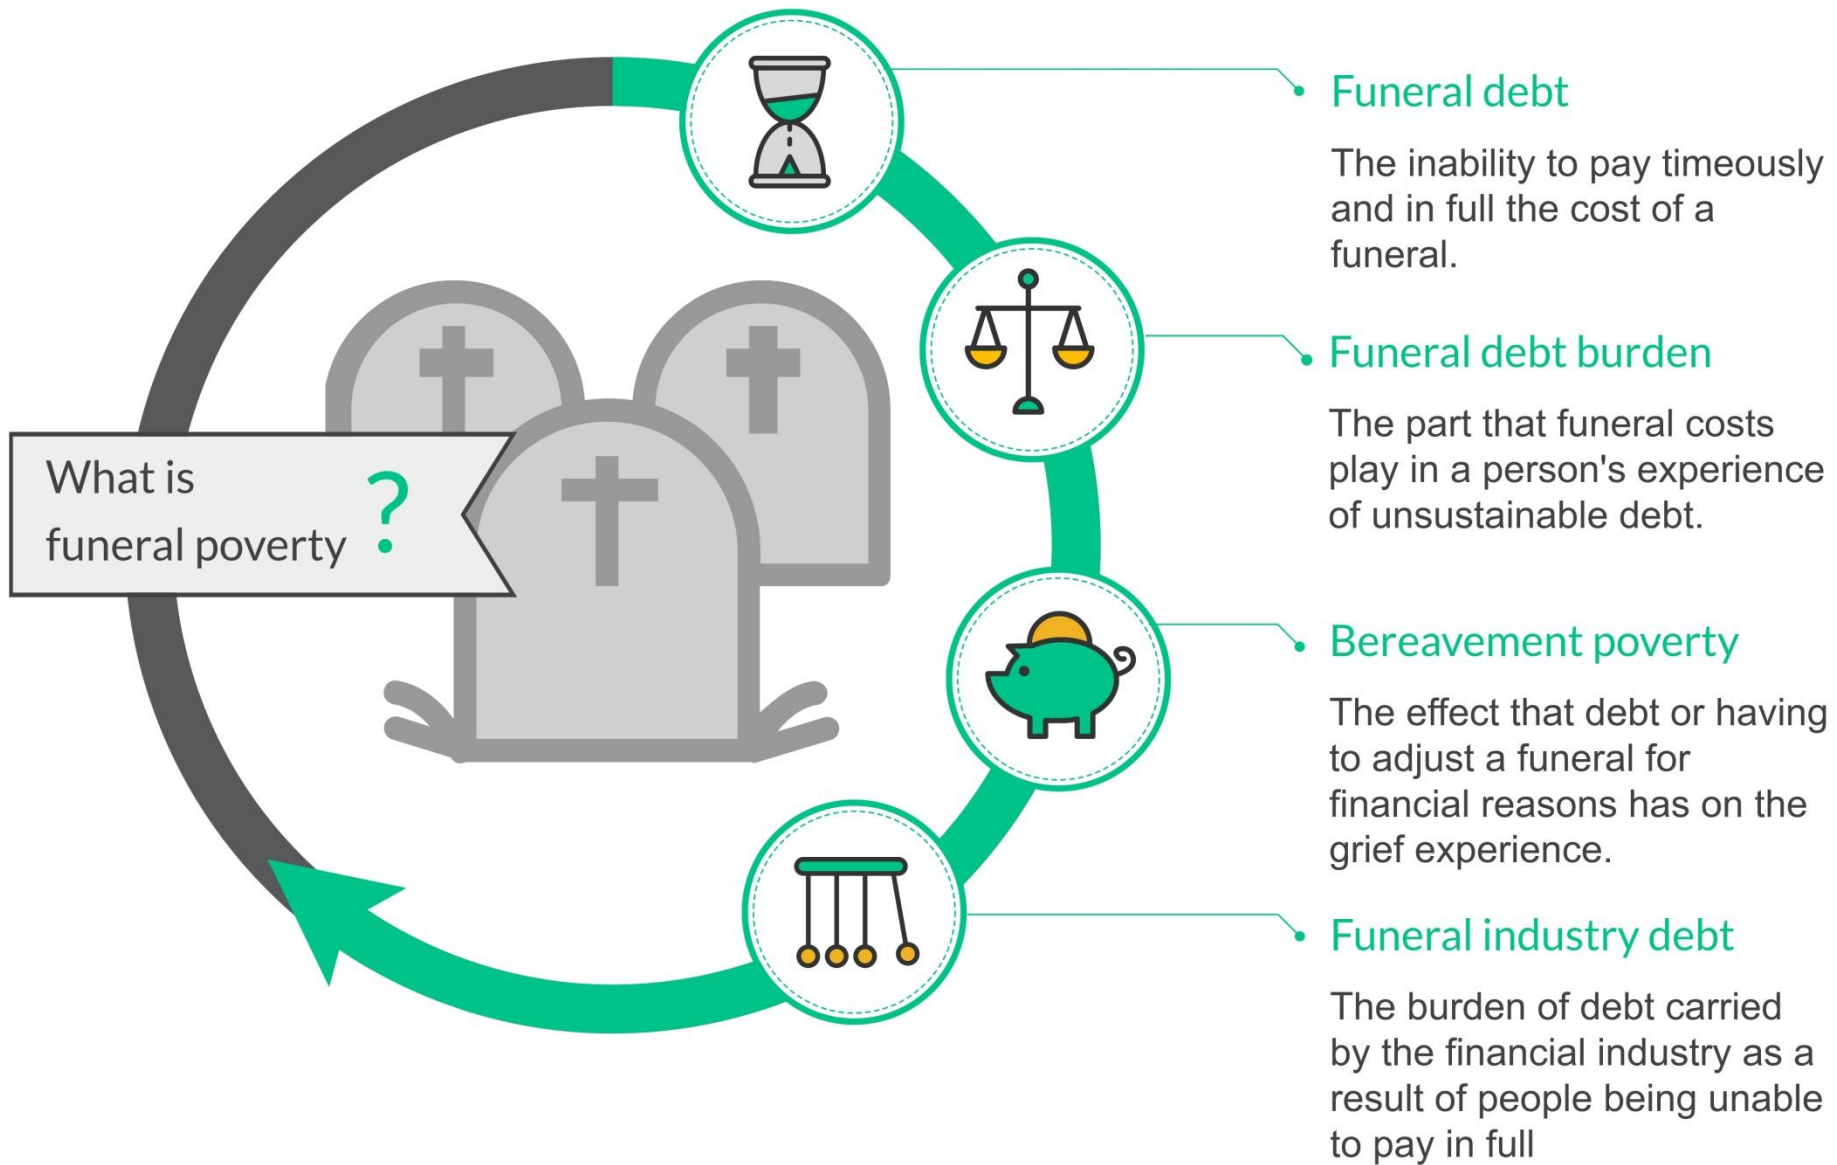 What is
funeral poverty ?
Funeral debt
The inability to pay timeously
and in full the cost of a
funeral.
Funeral debt burden
The part that funeral costs
play in a person's experience
of unsustainable debt.
Bereavement poverty
The effect that debt or having
to adjust a funeral for
financial reasons has on the
grief experience.
Funeral industry debt
The burden of debt carried
by the financial industry as a
result of people being unable
to pay in full